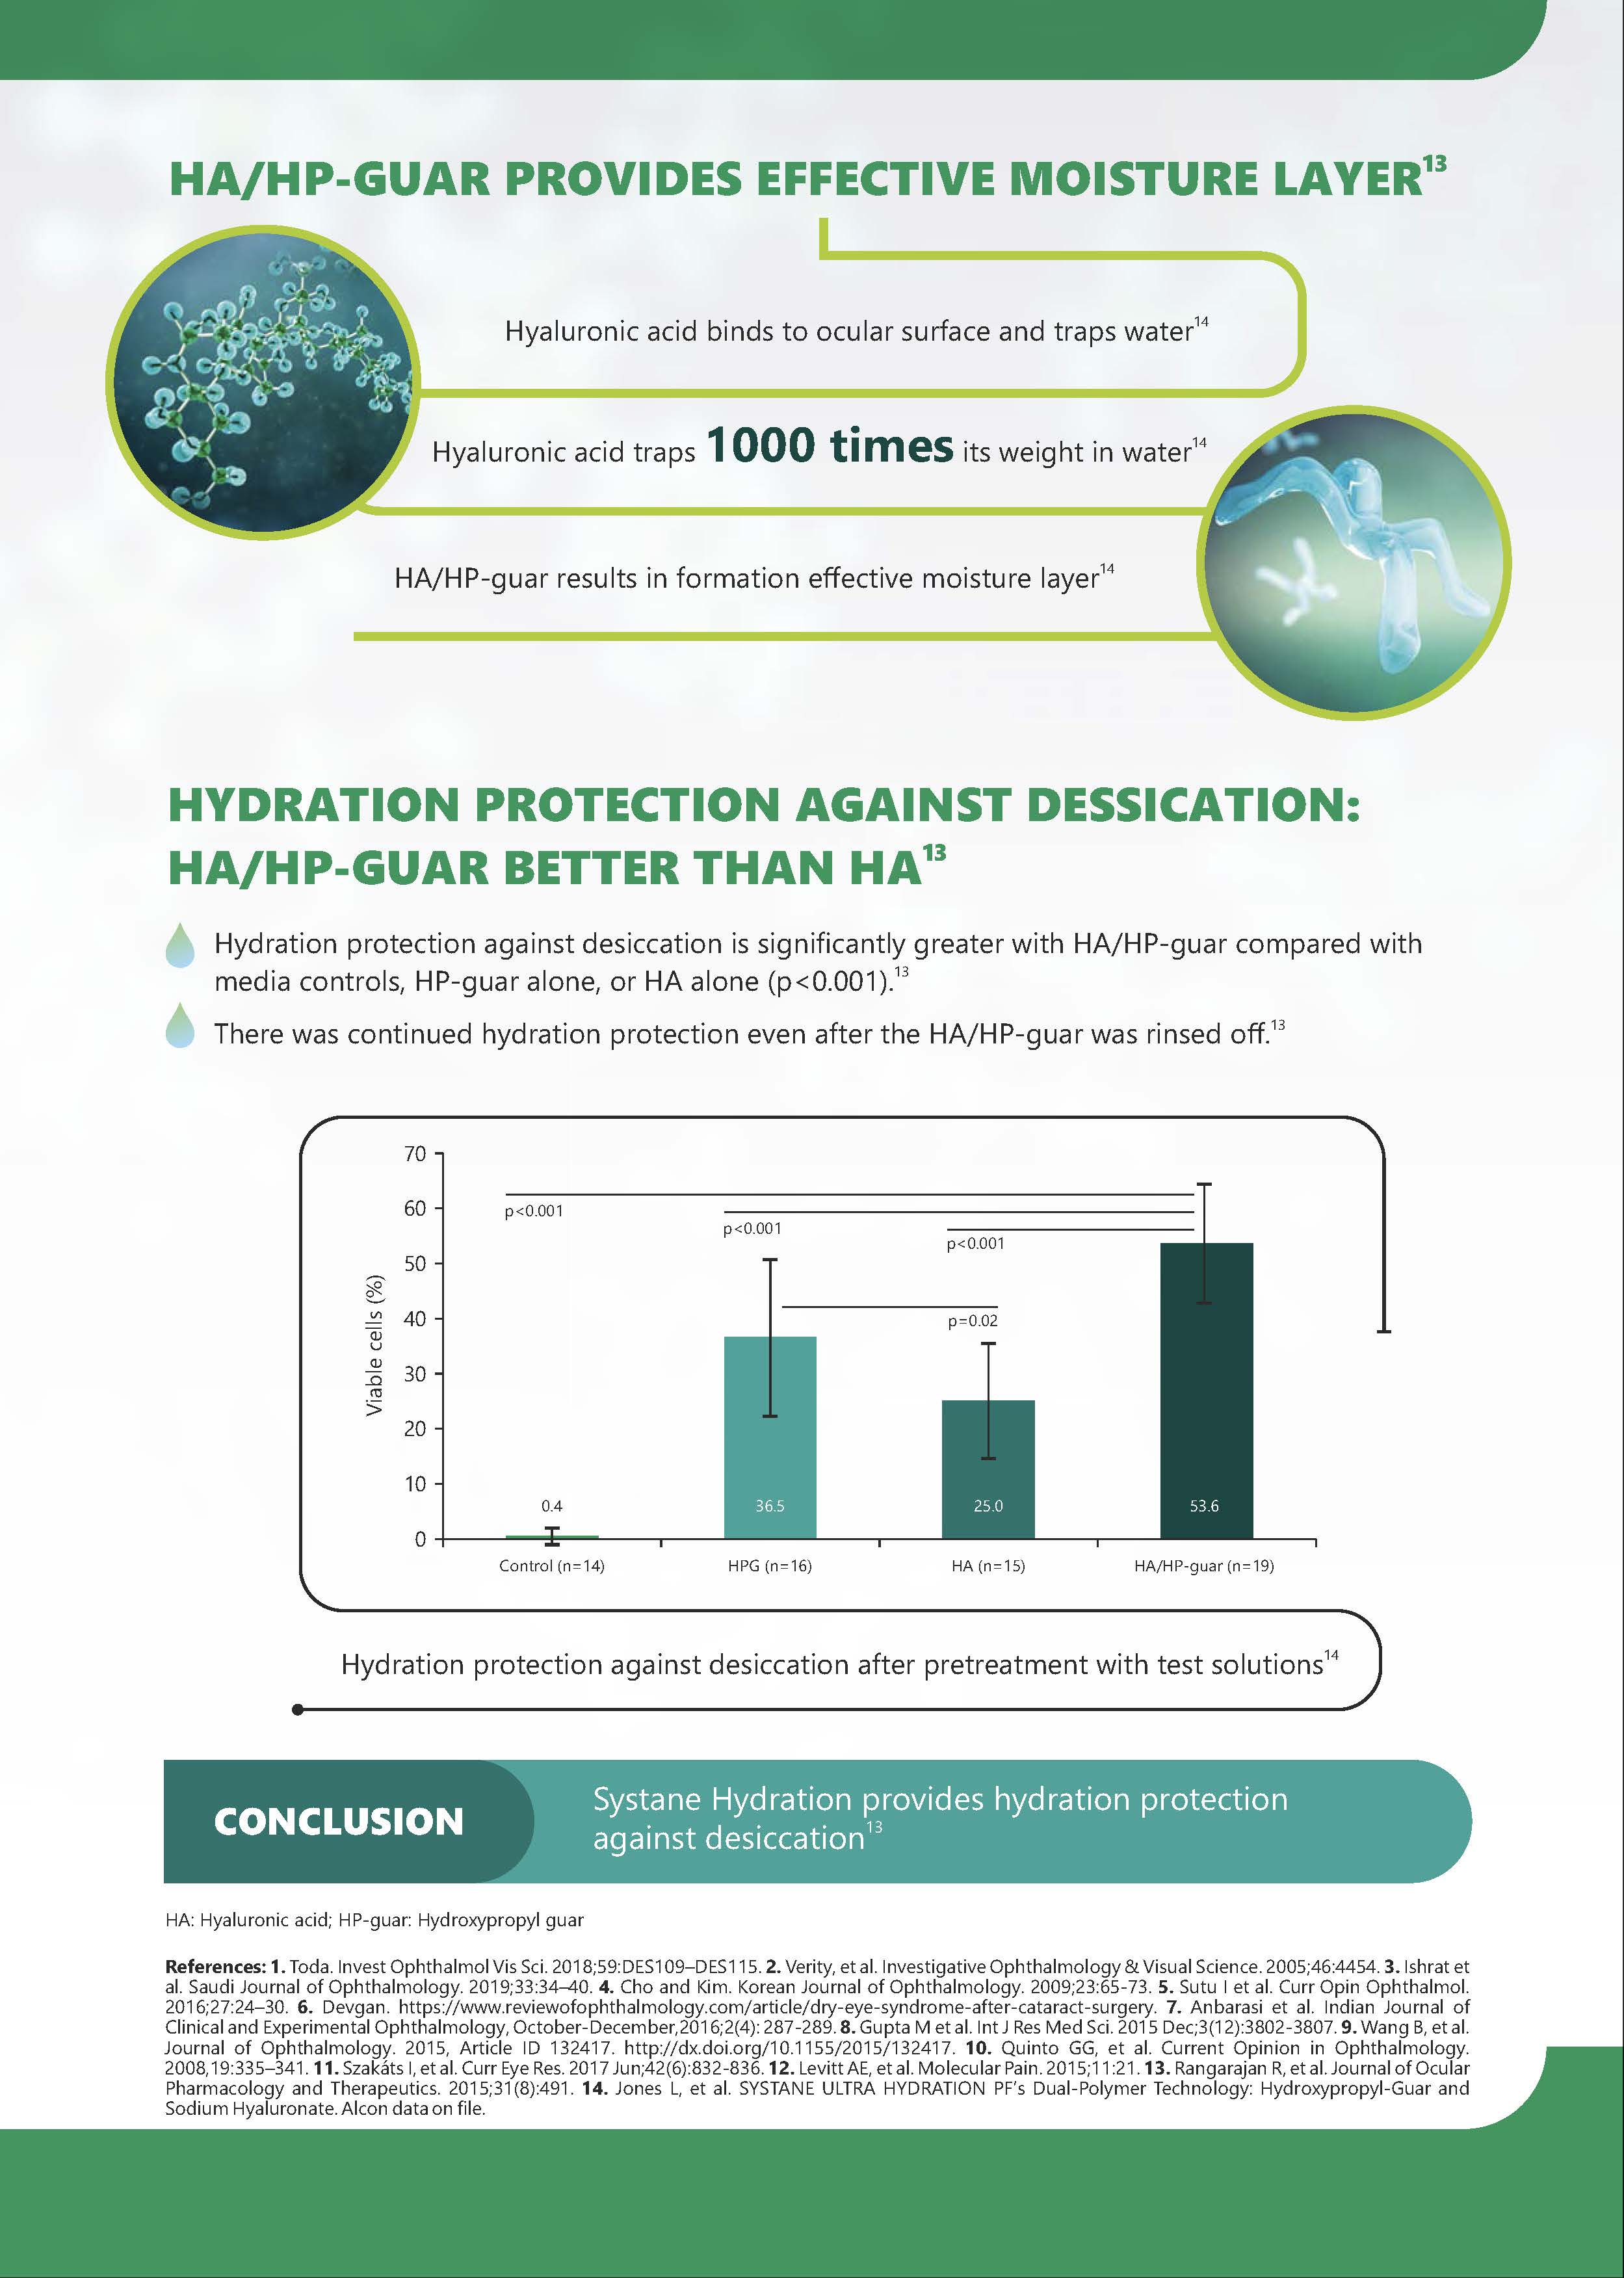 HA/HP-GUAR PROVIDES EFFECTIVE MOISTURE LAYER13
Hyaluronic acid binds to ocular surface and traps water14
Hyaluronic acid traps 1000 times its weight in water14
HA/HP-guar results in formation effective moisture layer14
HYDRATION PROTECTION AGAINST DESSICATION:
HA/HP-GUAR BETTER THAN HA13
Hydration protection against desiccation is significantly greater with HA/HP-guar compared with
media controls, HP-guar alone, or HA alone (p<0.001).13
There was continued hydration protection even after the HA/HP-guar was rinsed off.13
Viable cells (%)
70
60
50
40
30
20
10
0
p<0.001
p<0.001
p<0.001
p=0.02
0.4
36.5
25.0
53.6
Control (n=14)
HPG (n=16)
HA (n=15)
HA/HP-guar (n=19)
Hydration protection against desiccation after pretreatment with test solutions14
CONCLUSION
Systane Hydration provides hydration protection
against desiccation13
HA: Hyaluronic acid; HP-guar: Hydroxypropyl guar
References: 1. Toda. Invest Ophthalmol Vis Sci. 2018;59:DES109–DES115. 2. Verity, et al. Investigative Ophthalmology & Visual Science. 2005;46:4454. 3. Ishrat et
al. Saudi Journal of Ophthalmology. 2019;33:34–40. 4. Cho and Kim. Korean Journal of Ophthalmology. 2009;23:65-73. 5. Sutu I et al. Curr Opin Ophthalmol.
2016;27:24–30. 6. Devgan. https://www.reviewofophthalmology.com/article/dry-eye-syndrome-after-cataract-surgery. 7. Anbarasi et al. Indian Journal of
Clinical and Experimental Ophthalmology, October-December,2016;2(4): 287-289. 8. Gupta M et al. Int J Res Med Sci. 2015 Dec;3(12):3802-3807. 9. Wang B, et al.
Journal of Ophthalmology. 2015, Article ID 132417. http://dx.doi.org/10.1155/2015/132417. 10. Quinto GG, et al. Current Opinion in Ophthalmology.
2008,19:335–341. 11. Szakáts I, et al. Curr Eye Res. 2017 Jun;42(6):832-836. 12. Levitt AE, et al. Molecular Pain. 2015;11:21. 13. Rangarajan R, et al. Journal of Ocular
Pharmacology and Therapeutics. 2015;31(8):491. 14. Jones L, et al. SYSTANE ULTRA HYDRATION PF's Dual-Polymer Technology: Hydroxypropyl-Guar and
Sodium Hyaluronate. Alcon data on file.